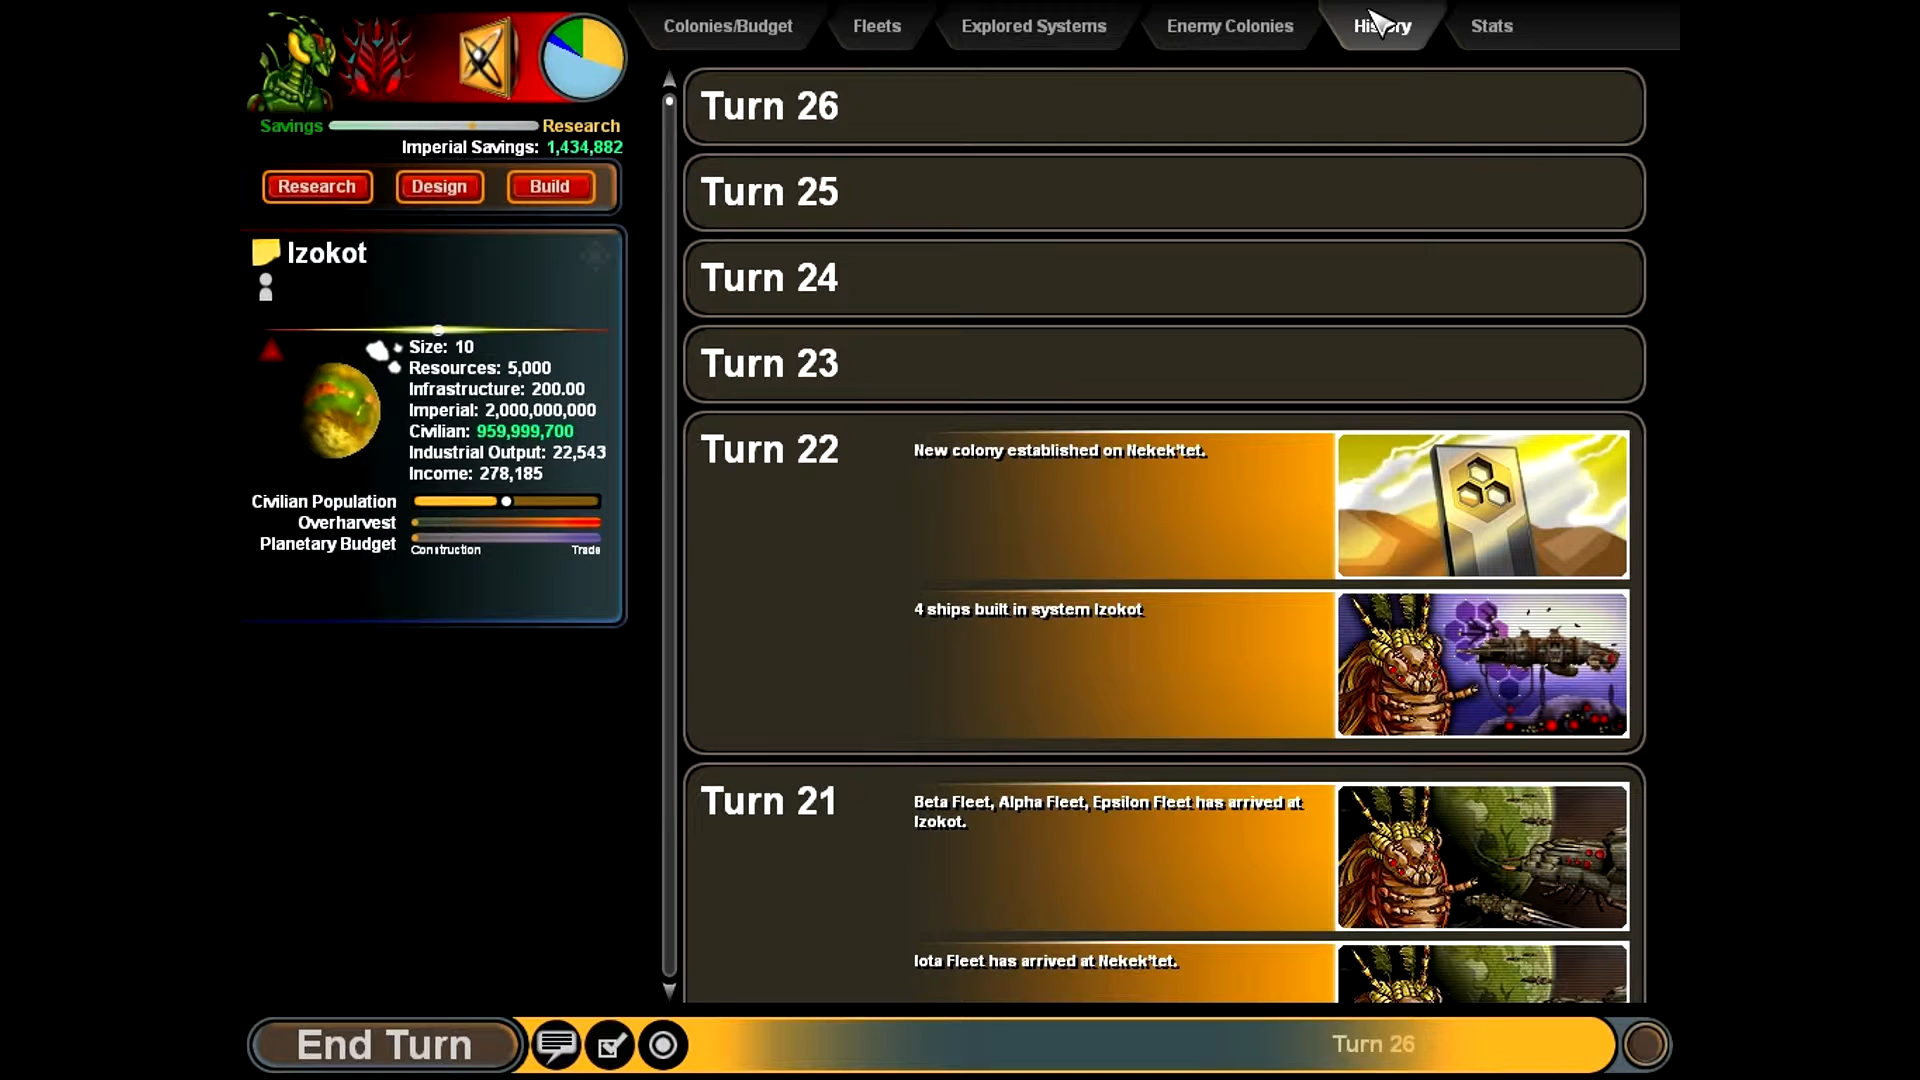 Colonies/Budget
Fleets
Explored Systems
Enemy Colonies
History
Stats
Savings
Research
Imperial Savings: 1,434,882
Research
Design
Build
Izokot
Size: 10
Resources: 5,000
Infrastructure: 200.00
Imperial: 2,000,000,000
Civilian: 959,999,700
Industrial Output: 22,543
Income: 278,185
Civilian Population
Overharvest
Planetary Budget
Construction
Trade
Turn 26
Turn 25
Turn 24
Turn 23
Turn 22
New colony established on Nekek'tet.
4 ships built in system Izokot
Turn 21
Beta Fleet, Alpha Fleet, Epsilon Fleet has arrived at
Izokot.
Iota Fleet has arrived at Nekek'tet.
End Turn
Turn 26